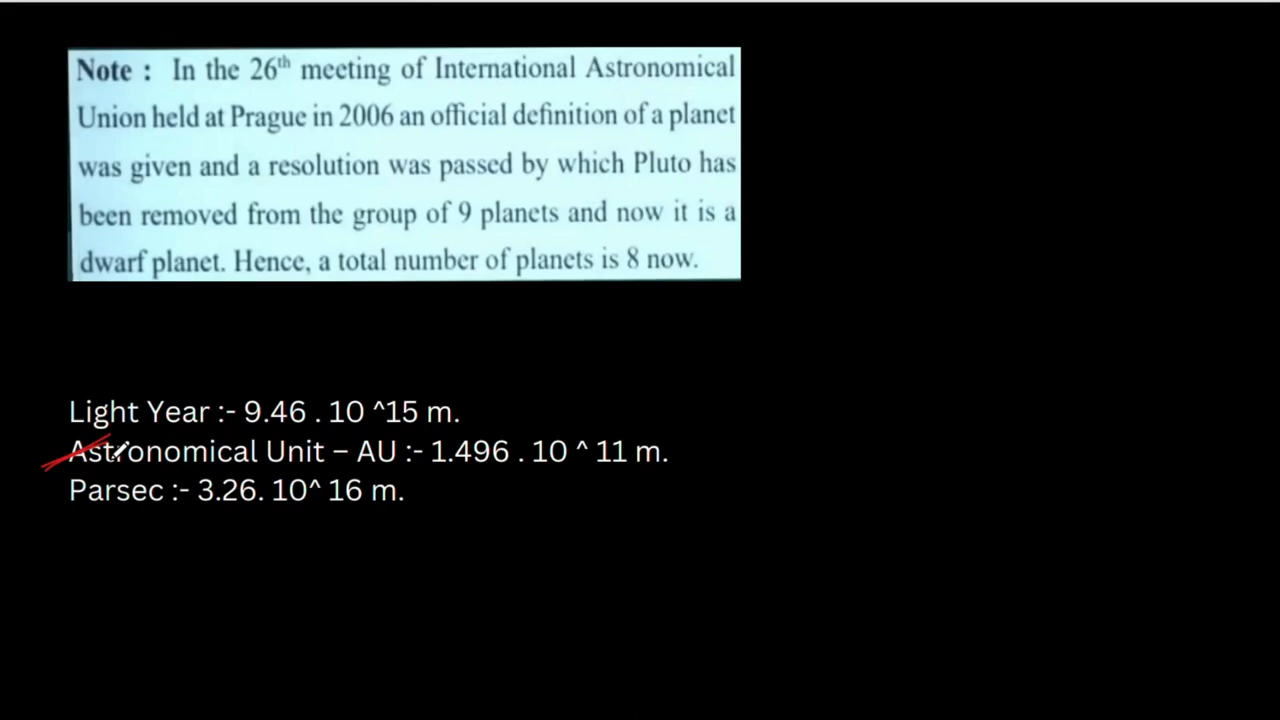 Note : In the 26th meeting of International Astronomical
Union held at Prague in 2006 an official definition of a planet
was given and a resolution was passed by which Pluto has
been removed from the group of 9 planets and now it is a
dwarf planet. Hence, a total number of planets is 8 now.
Light Year :- 9.46 . 10 ^15 m.
Astronomical Unit – AU :- 1.496 . 10 ^ 11 m.
Parsec :- 3.26. 10^ 16 m.